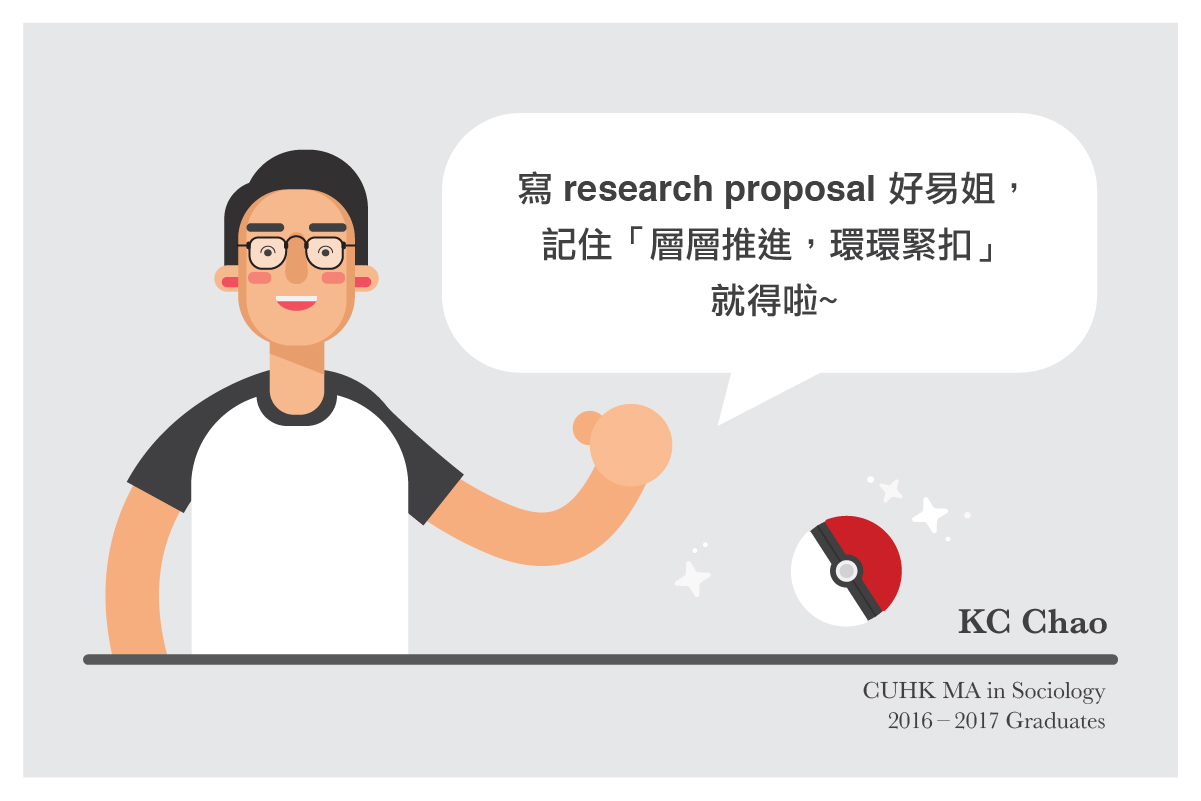 寫 research proposal 好易姐，
記住「層層推進，環環緊扣」
就得啦~
KC Chao
CUHK MA in Sociology
2016 – 2017 Graduates